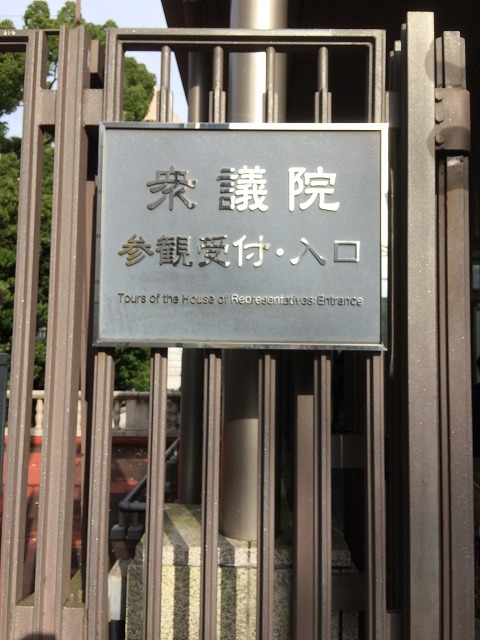 衆議院
参観受付・入口
Tours of the House of Representatives:Entrance